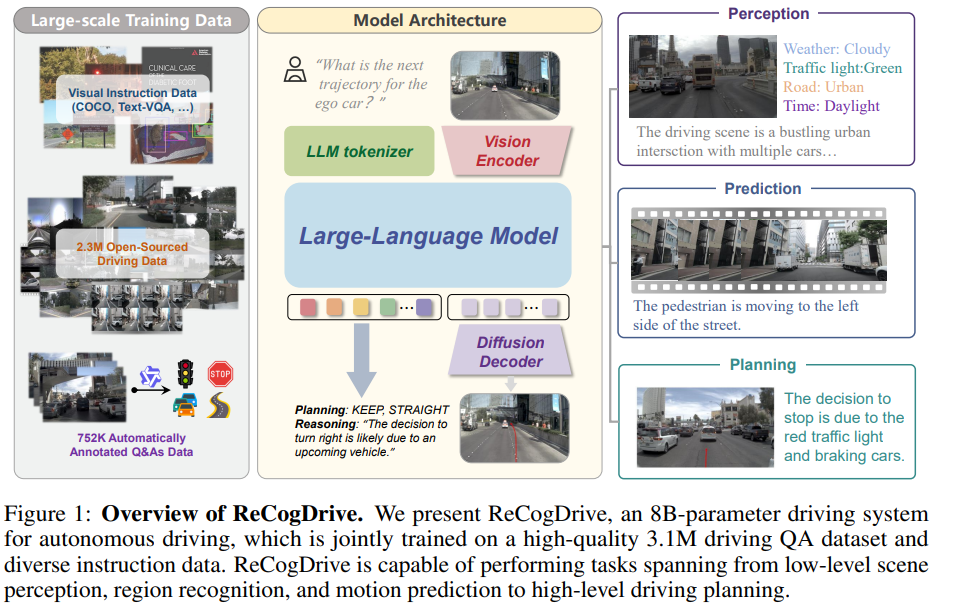 Large-scale Training Data
CLINICAL CARE
Visual Instruction Data
(COCO, Text-VQA, …)
2.3M Open-Sourced
Driving Data
STOP
752K Automatically
Annotated Q&As Data
Model Architecture
“What is the next
trajectory for the
ego car？”
LLM tokenizer
Vision
Encoder
Large-Language Model
...
...
Diffusion
Decoder
Planning: KEEP, STRAIGHT
Reasoning: “The decision to
turn right is likely due to an
upcoming vehicle.”
Perception
Weather: Cloudy
Traffic light:Green
Road: Urban
Time: Daylight
The driving scene is a bustling urban
intersction with multiple cars…
Prediction
The pedestrian is moving to the left
side of the street.
Planning
The decision to
stop is due to the
red traffic light
and braking cars.
Figure 1: Overview of ReCogDrive. We present ReCogDrive, an 8B-parameter driving system
for autonomous driving, which is jointly trained on a high-quality 3.1M driving QA dataset and
diverse instruction data. ReCogDrive is capable of performing tasks spanning from low-level scene
perception, region recognition, and motion prediction to high-level driving planning.